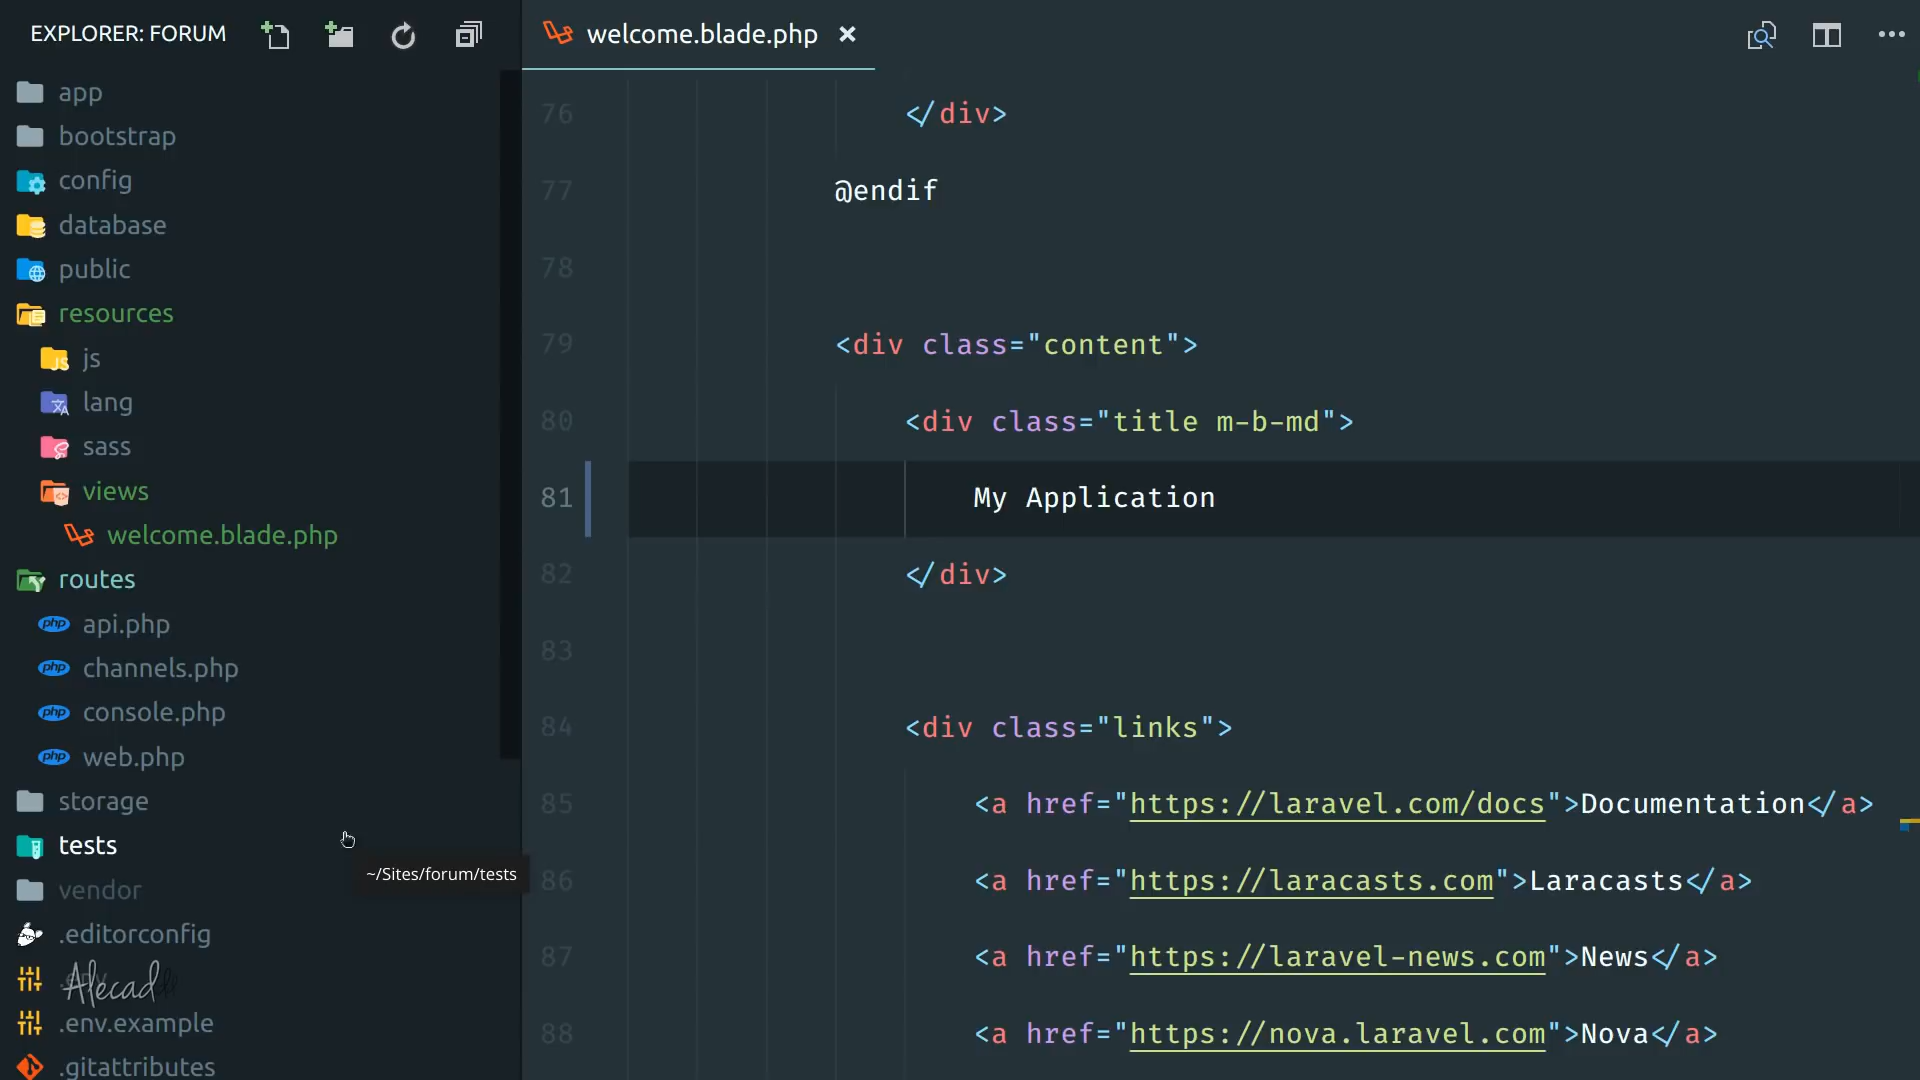 EXPLORER: FORUM
app
bootstrap
config
database
public
resources
js
lang
sass
views
welcome.blade.php
routes
api.php
channels.php
console.php
web.php
storage
tests
~/Sites/forum/tests
vendor
.editorconfig
.env
Alecad
.env.example
.gitattributes
welcome.blade.php
76 </div>
77 @endif
78
79 <div class="content">
80 <div class="title m-b-md">
81 My Application
82 </div>
83
84 <div class="links">
85 <a href="https://laravel.com/docs">Documentation</a>
86 <a href="https://laracasts.com">Laracasts</a>
87 <a href="https://laravel-news.com">News</a>
88 <a href="https://nova.laravel.com">Nova</a>